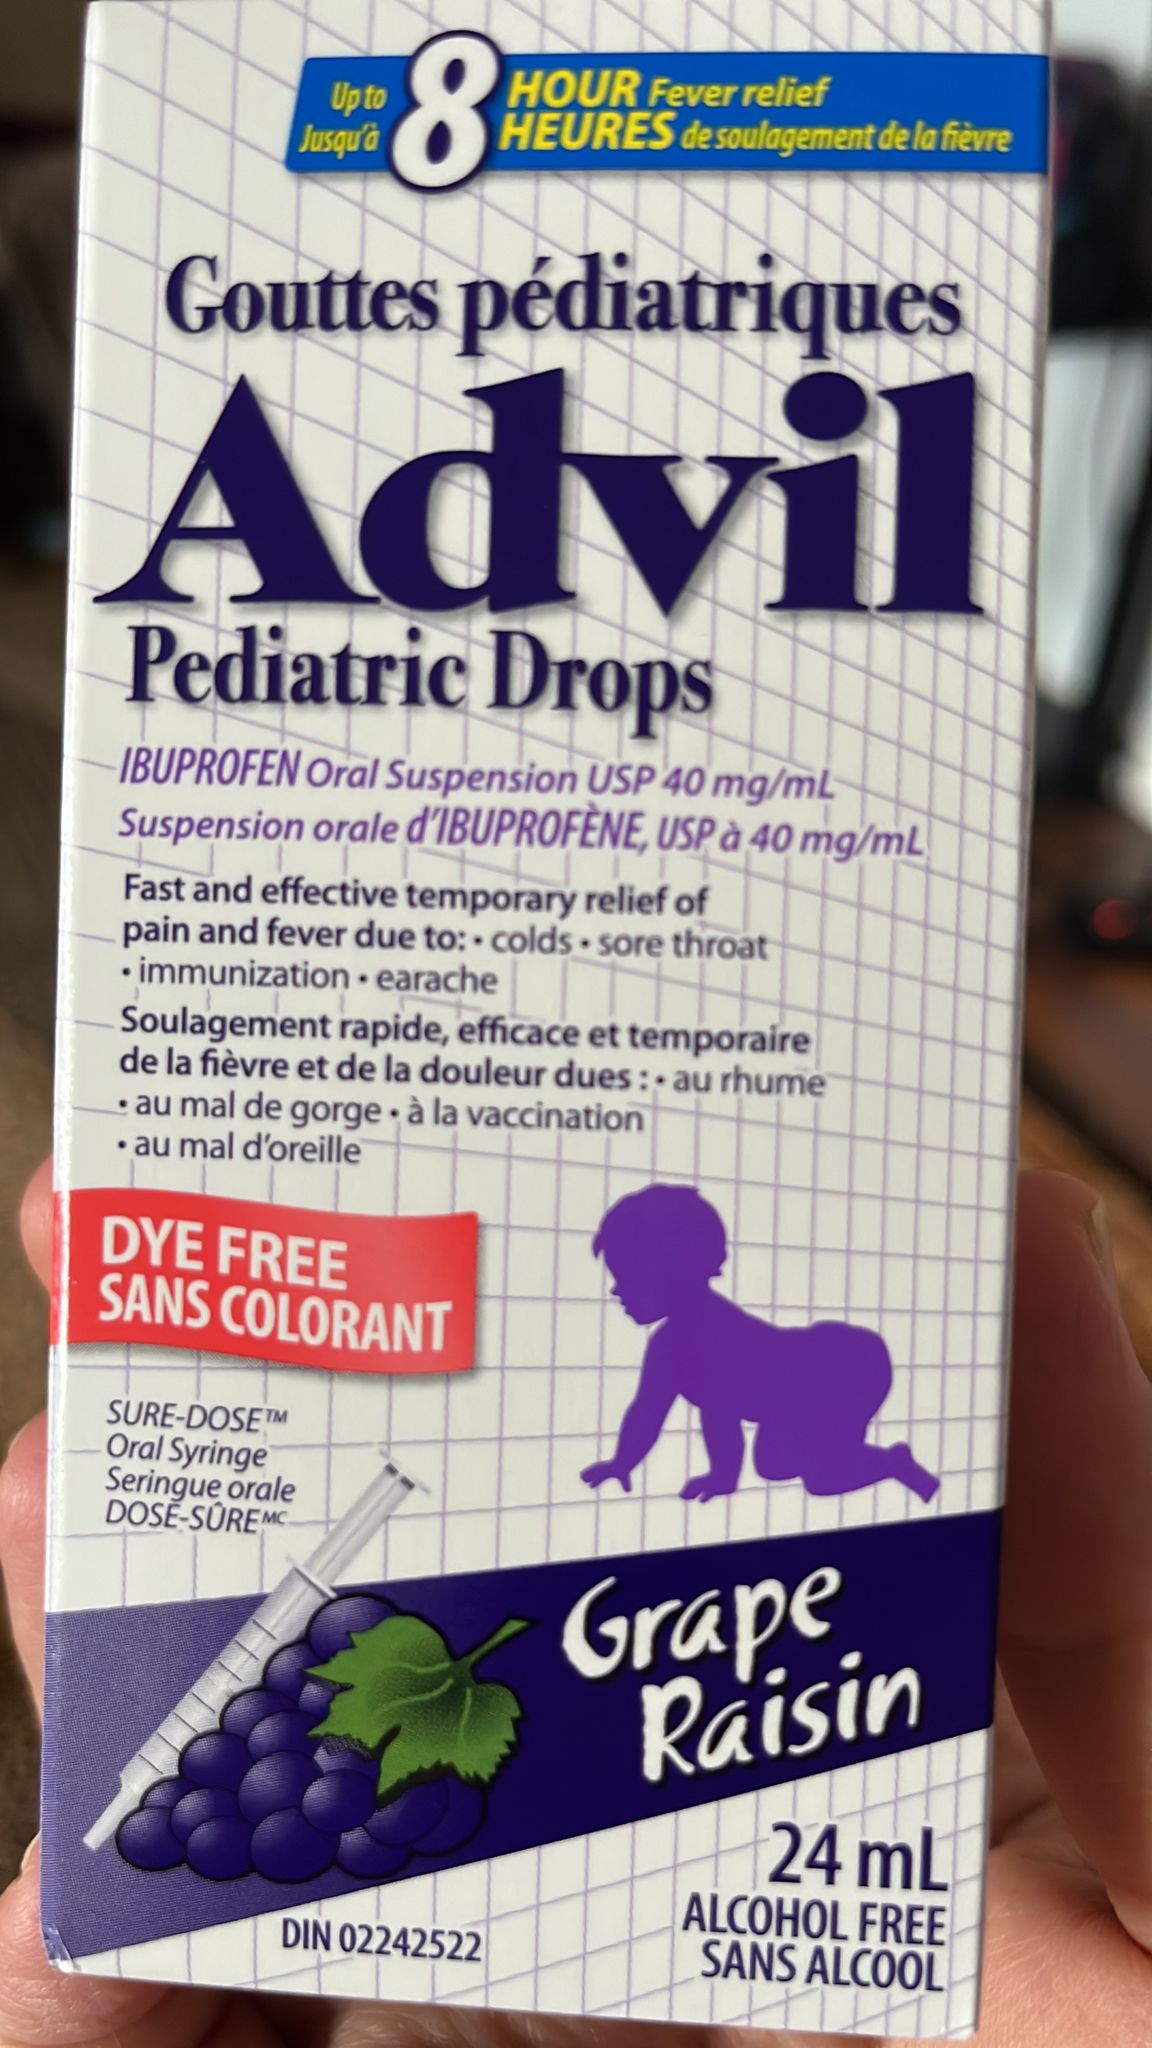 Up to 8 HOUR Fever relief
Jusqu'à HEURES de soulagement de la fièvre
Gouttes pédiatriques
Advil
Pediatric Drops
IBUPROFEN Oral Suspension USP 40 mg/mL
Suspension orale d'IBUPROFÈNE, USP à 40 mg/mL
Fast and effective temporary relief of
pain and fever due to: • colds • sore throat
• immunization • earache
Soulagement rapide, efficace et temporaire
de la fièvre et de la douleur dues : • au rhume
• au mal de gorge • à la vaccination
• au mal d'oreille
DYE FREE
SANS COLORANT
SURE-DOSE™
Oral Syringe
Seringue orale
DOSE-SÛRE MC
Grape
Raisin
24 mL
ALCOHOL FREE
SANS ALCOOL
DIN 02242522